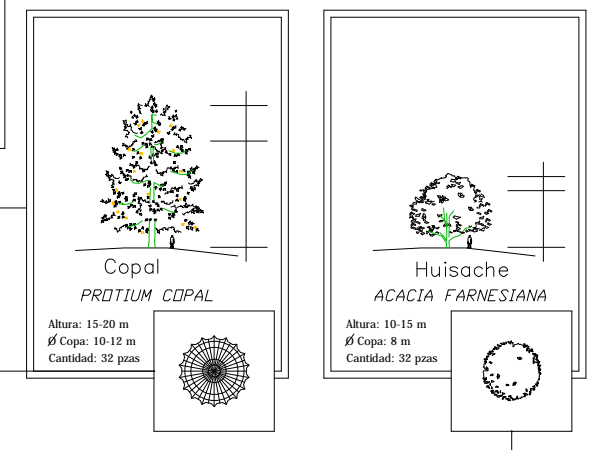 Copal
PROTIUM COPAL
Altura: 15-20 m
Ø Copa: 10-12 m
Cantidad: 32 pzas
Huisache
ACACIA FARNESIANA
Altura: 10-15 m
Ø Copa: 8 m
Cantidad: 32 pzas